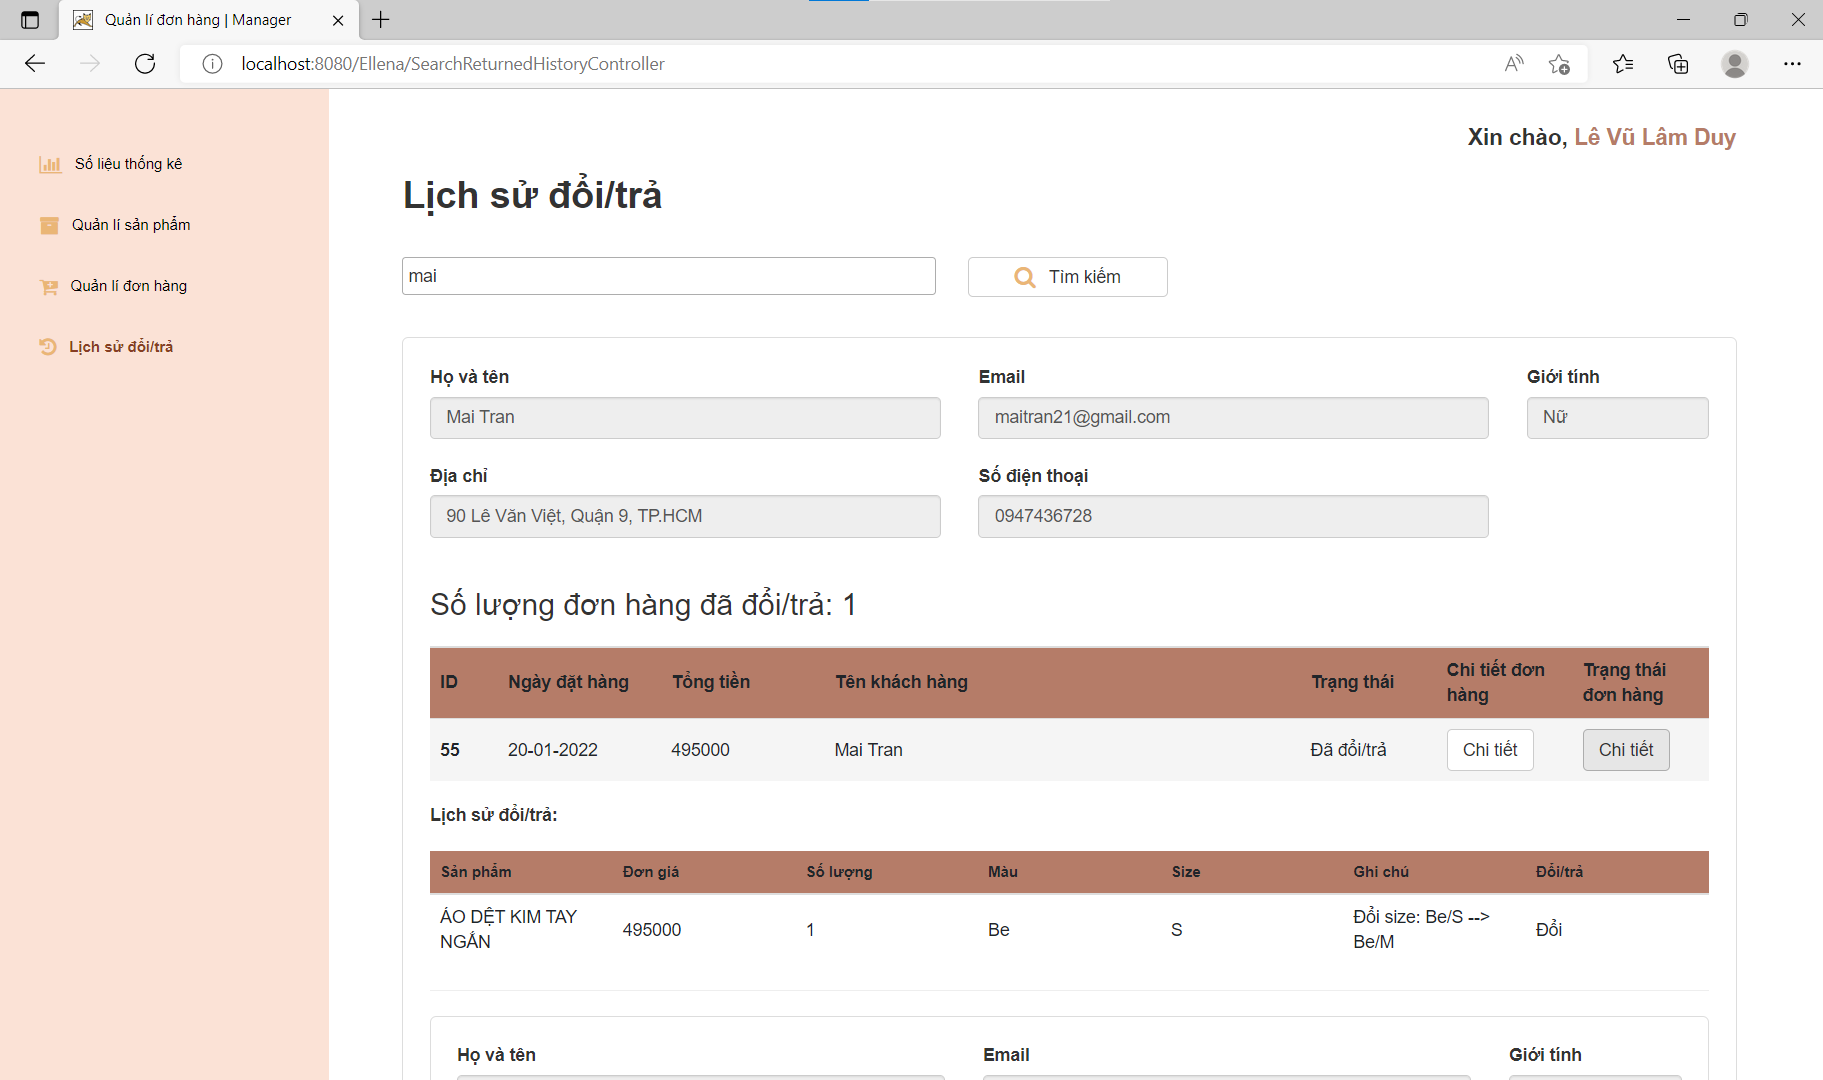 Quản lí đơn hàng | Manager
localhost:8080/Ellena/SearchReturnedHistoryController
Xin chào, Lê Vũ Lâm Duy
Số liệu thống kê
Quản lí sản phẩm
Quản lí đơn hàng
Lịch sử đổi/trả
Lịch sử đổi/trả
mai
Tìm kiếm
Họ và tên
Email
Giới tính
Mai Tran
maitran21@gmail.com
Nữ
Địa chỉ
Số điện thoại
90 Lê Văn Việt, Quận 9, TP.HCM
0947436728
Số lượng đơn hàng đã đổi/trả: 1
ID Ngày đặt hàng Tổng tiền Tên khách hàng Trạng thái Chi tiết đơn hàng Trạng thái đơn hàng
55 20-01-2022 495000 Mai Tran Đã đổi/trả Chi tiết Chi tiết
Lịch sử đổi/trả:
Sản phẩm Đơn giá Số lượng Màu Size Ghi chú Đổi/trả
ÁO DỆT KIM TAY NGẮN 495000 1 Be S Đổi size: Be/S --> Be/M Đổi
Họ và tên
Email
Giới tính